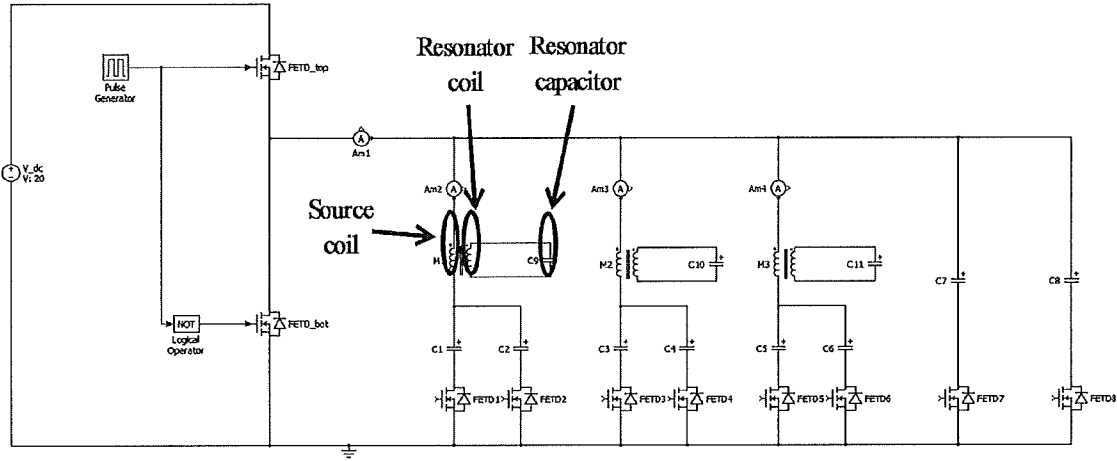 Resonator
coil
Resonator
capacitor
FETD_top
Pulse
Generator
A
Am1
V_dc
V: 20
Am2
A
Am3
A
Am4
A
Source
coil
M
C9
M2
C10
M3
C11
C7
C8
NOT
Logical
Operator
FETD_bot
C1
C2
C3
C4
C5
C6
FETD1
FETD2
FETD3
FETD4
FETD5
FETD6
FETD7
FETD8